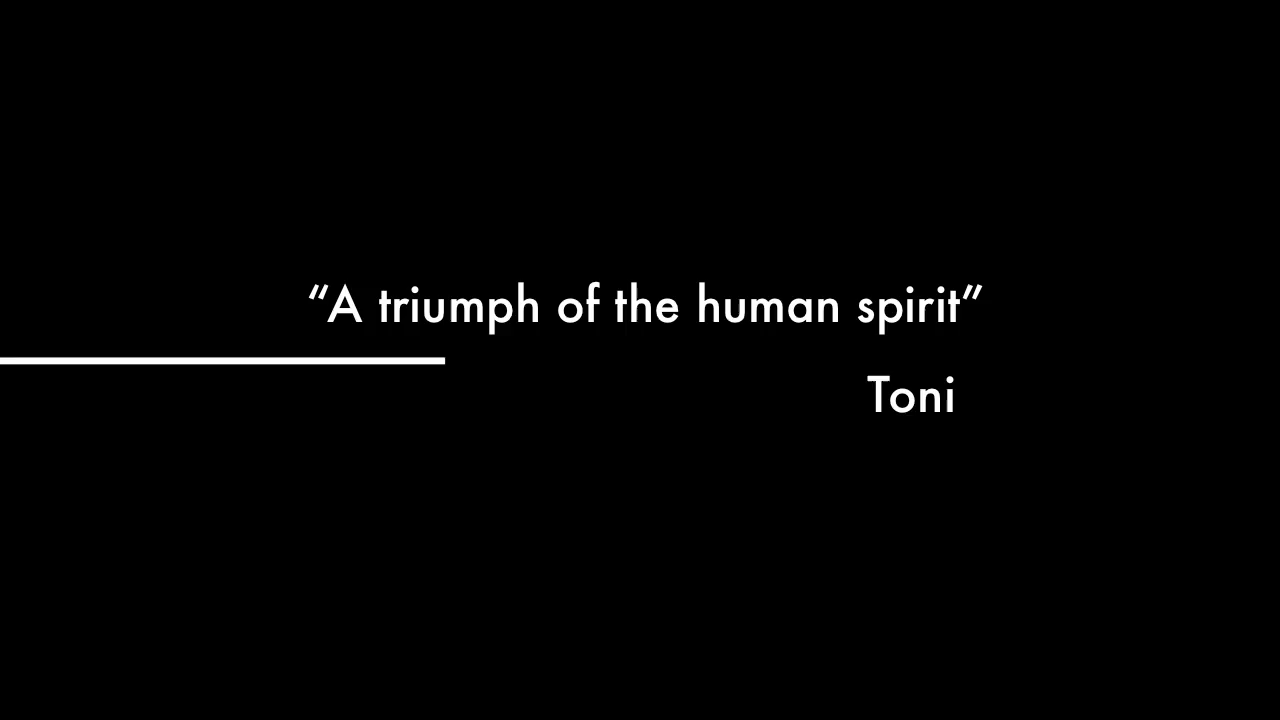 “A triumph of the human spirit”
Toni